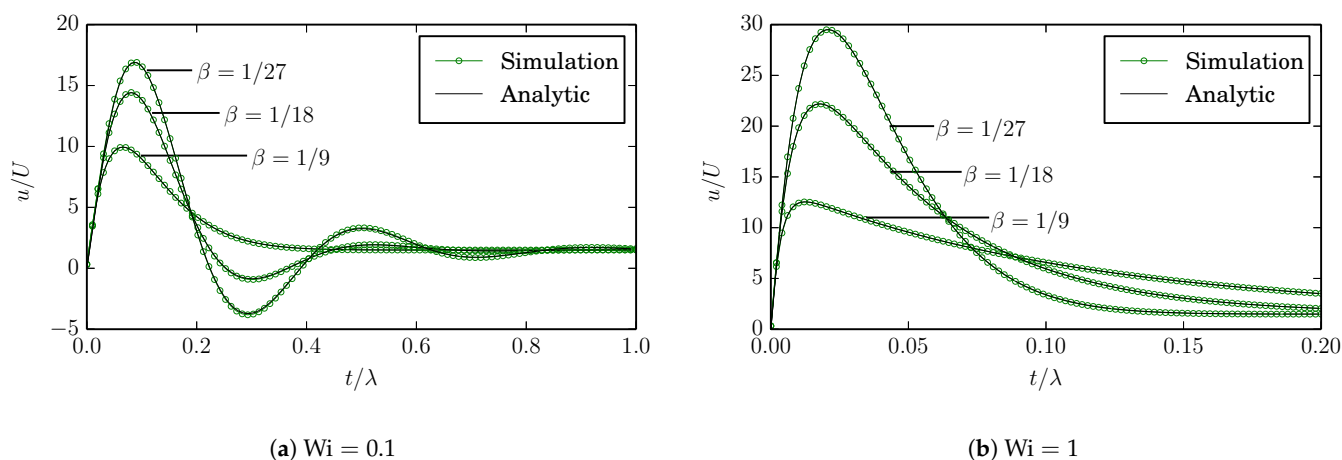 20
15
10
5
0
−5
u/U
0.0 0.2 0.4 0.6 0.8 1.0
t/λ
β = 1/27
β = 1/18
β = 1/9
Simulation
Analytic
(a) Wi = 0.1
30
25
20
15
10
5
0
u/U
0.00 0.05 0.10 0.15 0.20
t/λ
β = 1/27
β = 1/18
β = 1/9
Simulation
Analytic
(b) Wi = 1